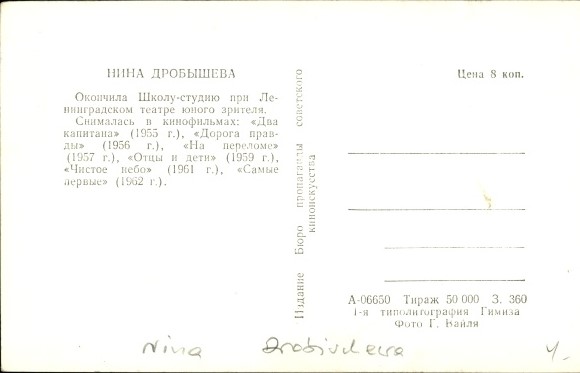 НИНА ДРОБЫШЕВА
Окончила Школу-студию при Ле-
нинградском театре юного зрителя.
Снималась в кинофильмах: «Два
капитана» (1955 г.), «Дорога прав-
ды» (1956 г.), «На переломе»
(1957 г.), «Отцы и дети» (1959 г.),
«Чистое небо» (1961 г.), «Самые
первые» (1962 г.).
Издание Бюро пропаганды советского
киноискусства
Цена 8 коп.
А-06650 Тираж 50 000 З. 360
1-я типолитография Гимиза
Фото Г. Вайля
Nina